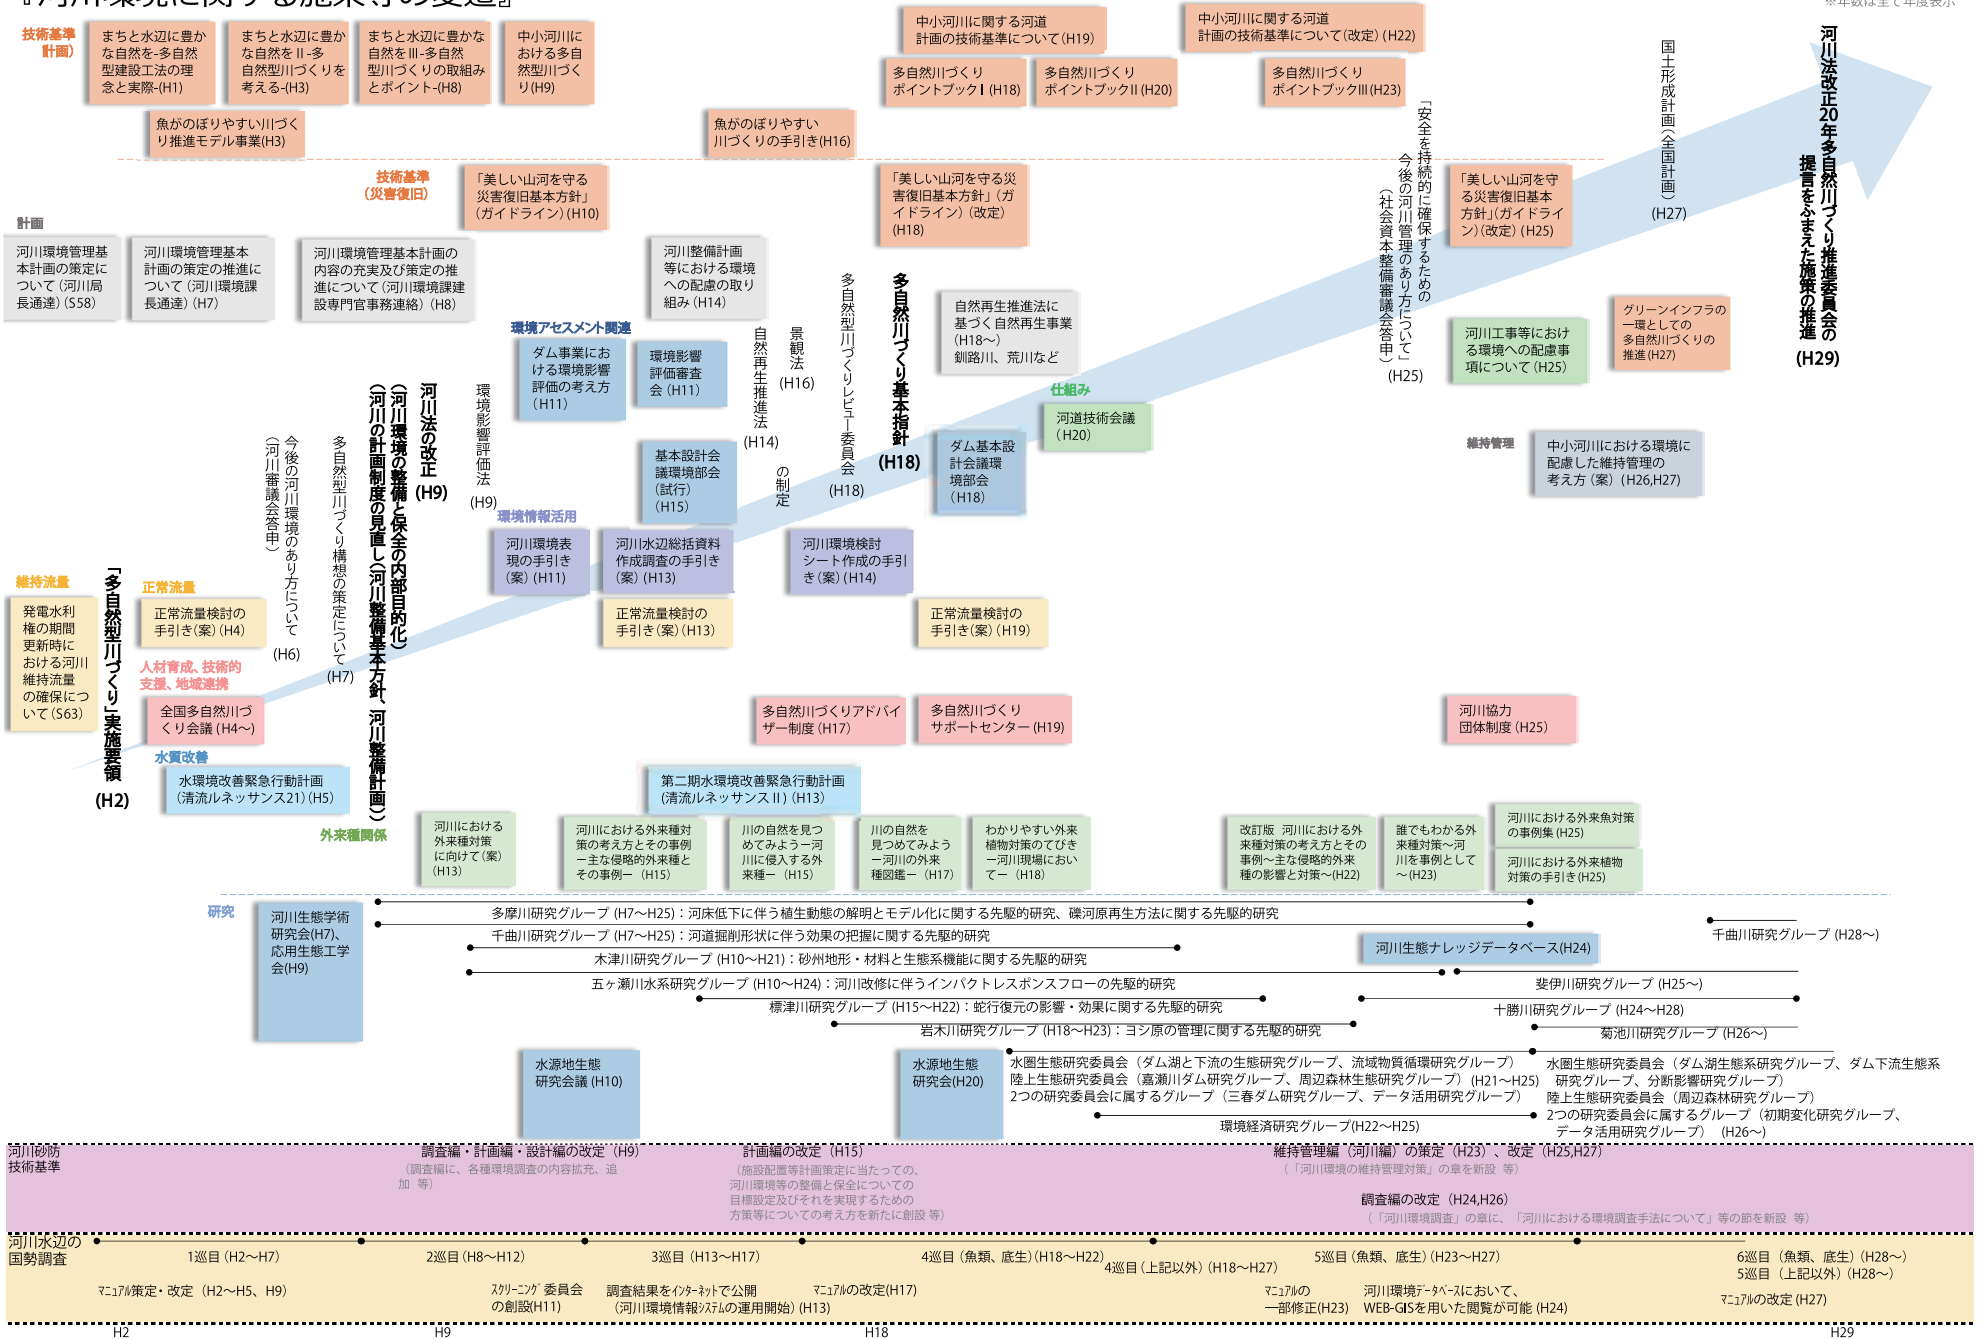 『河川環境に関する施策等の変遷』
※年数は全て年度表示
技術基準
計画)
まちと水辺に豊か
な自然を-多自然
型建設工法の理
念と実際-(H1)
まちと水辺に豊か
な自然をⅡ-多
自然型川づくりを
考える-(H3)
まちと水辺に豊かな
自然をⅢ-多自然
型川づくりの取組み
とポイント-(H8)
中小河川に
おける多自
然型川づく
り(H9)
中小河川に関する河道
計画の技術基準について(H19)
中小河川に関する河道
計画の技術基準について(改定) (H22)
多自然川づくり
ポイントブックⅠ (H18)
多自然川づくり
ポイントブックⅡ (H20)
多自然川づくり
ポイントブックⅢ(H23)
魚がのぼりやすい川づく
り推進モデル事業(H3)
魚がのぼりやすい
川づくりの手引き(H16)
技術基準
(災害復旧)
「美しい山河を守る
災害復旧基本方針」
(ガイドライン) (H10)
「美しい山河を守る災
害復旧基本方針」(ガ
イドライン) (改定)
(H18)
「美しい山河を守
る災害復旧基本
方針」(ガイドライ
ン)(改定) (H25)
「安全を持続的に確保するための
今後の河川管理のあり方について」
(社会資本整備審議会答申)
(H25)
国土形成計画(全国計画)
(H27)
河川法改正20年多自然川づくり推進委員会の
提言をふまえた施策の推進
(H29)
計画
河川環境管理基
本計画の策定に
ついて (河川局
長通達) (S58)
河川環境管理基本
計画の策定の推進に
ついて (河川環境課
長通達) (H7)
河川環境管理基本計画の
内容の充実及び策定の推
進について(河川環境課建
設専門官事務連絡) (H8)
河川整備計画
等における環境
への配慮の取り
組み (H14)
多自然型川づくりレビュー委員会
(H18)
多自然川づくり基本指針
(H18)
自然再生推進法に
基づく自然再生事業
(H18～)
釧路川、荒川など
環境アセスメント関連
ダム事業にお
ける環境影響
評価の考え方
(H11)
環境影響
評価審査
会 (H11)
自然再生推進法
(H14)
景観法
(H16)
の制定
河川工事等におけ
る環境への配慮事
項について (H25)
グリーンインフラの
一環としての
多自然川づくりの
推進(H27)
仕組み
河道技術会議
(H20)
維持管理
中小河川における環境に
配慮した維持管理の
考え方 (案) (H26,H27)
今後の河川環境のあり方について
(河川審議会答申)
(H6)
多自然型川づくり構想の策定について
(H7)
河川法の改正
(H9)
(河川環境の整備と保全の内部目的化)
(河川の計画制度の見直し(河川整備基本方針、河川整備計画))
環境影響評価法
(H9)
基本設計会
議環境部会
(試行)
(H15)
ダム基本設
計会議環
境部会
(H18)
環境情報活用
河川環境表
現の手引き
(案) (H11)
河川水辺総括資料
作成調査の手引き
(案) (H13)
河川環境検討
シート作成の手引
き(案) (H14)
維持流量
発電水利
権の期間
更新時に
おける河川
維持流量
の確保につ
いて(S63)
「多自然型川づくり」実施要領
(H2)
正常流量
正常流量検討の
手引き(案) (H4)
正常流量検討の
手引き(案) (H13)
正常流量検討の
手引き(案) (H19)
人材育成、技術的
支援、地域連携
全国多自然川づ
くり会議 (H4～)
多自然川づくりアドバイ
ザー制度 (H17)
多自然川づくり
サポートセンター (H19)
河川協力
団体制度 (H25)
水質改善
水環境改善緊急行動計画
(清流ルネッサンス21) (H5)
第二期水環境改善緊急行動計画
(清流ルネッサンスⅡ) (H13)
外来種関係
河川における
外来種対策
に向けて(案)
(H13)
河川における外来種対
策の考え方とその事例
ー主な侵略的外来種と
その事例ー (H15)
川の自然を見つ
めてみようー河
川に侵入する外
来種ー (H15)
川の自然を
見つめてみよう
ー河川の外来
種図鑑ー (H17)
わかりやすい外来
植物対策のてびき
ー河川現場におい
てー (H18)
改訂版 河川における外
来種対策の考え方とその
事例～主な侵略的外来
種の影響と対策～(H22)
誰でもわかる外
来種対策～河
川を事例として
～(H23)
河川における外来魚対策
の事例集 (H25)
河川における外来植物
対策の手引き(H25)
研究
河川生態学術
研究会(H7)、
応用生態工学
会(H9)
多摩川研究グループ (H7～H25)：河床低下に伴う植生動態の解明とモデル化に関する先駆的研究、礫河原再生方法に関する先駆的研究
千曲川研究グループ (H7～H25)：河道掘削形状に伴う効果の把握に関する先駆的研究
千曲川研究グループ (H28～)
木津川研究グループ (H10～H21)：砂州地形・材料と生態系機能に関する先駆的研究
河川生態ナレッジデータベース(H24)
五ヶ瀬川水系研究グループ (H10～H24)：河川改修に伴うインパクトレスポンスフローの先駆的研究
斐伊川研究グループ (H25～)
標津川研究グループ (H15～H22)：蛇行復元の影響・効果に関する先駆的研究
十勝川研究グループ (H24～H28)
岩木川研究グループ (H18～H23)：ヨシ原の管理に関する先駆的研究
菊池川研究グループ (H26～)
水源地生態
研究会議 (H10)
水源地生態
研究会(H20)
水圏生態研究委員会（ダム湖と下流の生態研究グループ、流域物質循環研究グループ）
陸上生態研究委員会（嘉瀬川ダム研究グループ、周辺森林生態研究グループ）(H21～H25)
2つの研究委員会に属するグループ（三春ダム研究グループ、データ活用研究グループ）
環境経済研究グループ(H22～H25)
水圏生態研究委員会（ダム湖生態系研究グループ、ダム下流生態系
研究グループ、分断影響研究グループ）
陸上生態研究委員会（周辺森林研究グループ）
2つの研究委員会に属するグループ（初期変化研究グループ、
データ活用研究グループ） (H26～)
河川砂防
技術基準
調査編・計画編・設計編の改定（H9）
（調査編に、各種環境調査の内容拡充、追
加 等）
計画編の改定（H15）
（施設配置等計画策定に当たっての、
河川環境等の整備と保全についての
目標設定及びそれを実現するための
方策等についての考え方を新たに創設 等）
維持管理編（河川編）の策定（H23）、改定（H25,H27）
（「河川環境の維持管理対策」の章を新設 等）
調査編の改定（H24,H26）
（「河川環境調査」の章に、「河川における環境調査手法について」等の節を新設 等）
河川水辺の
国勢調査
1巡目 (H2～H7)
2巡目 (H8～H12)
3巡目 (H13～H17)
4巡目 (魚類、底生) (H18～H22)
4巡目 (上記以外) (H18～H27)
5巡目 (魚類、底生) (H23～H27)
6巡目（魚類、底生）(H28～)
5巡目（上記以外）(H28～)
マニュアル策定・改定（H2～H5、H9）
スクリーニング委員会
の創設(H11)
調査結果をインターネットで公開
（河川環境情報システムの運用開始）(H13)
マニュアルの改定(H17)
マニュアルの
一部修正(H23)
河川環境データベースにおいて、
WEB-GISを用いた閲覧が可能 (H24)
マニュアルの改定 (H27)
H2
H9
H18
H29